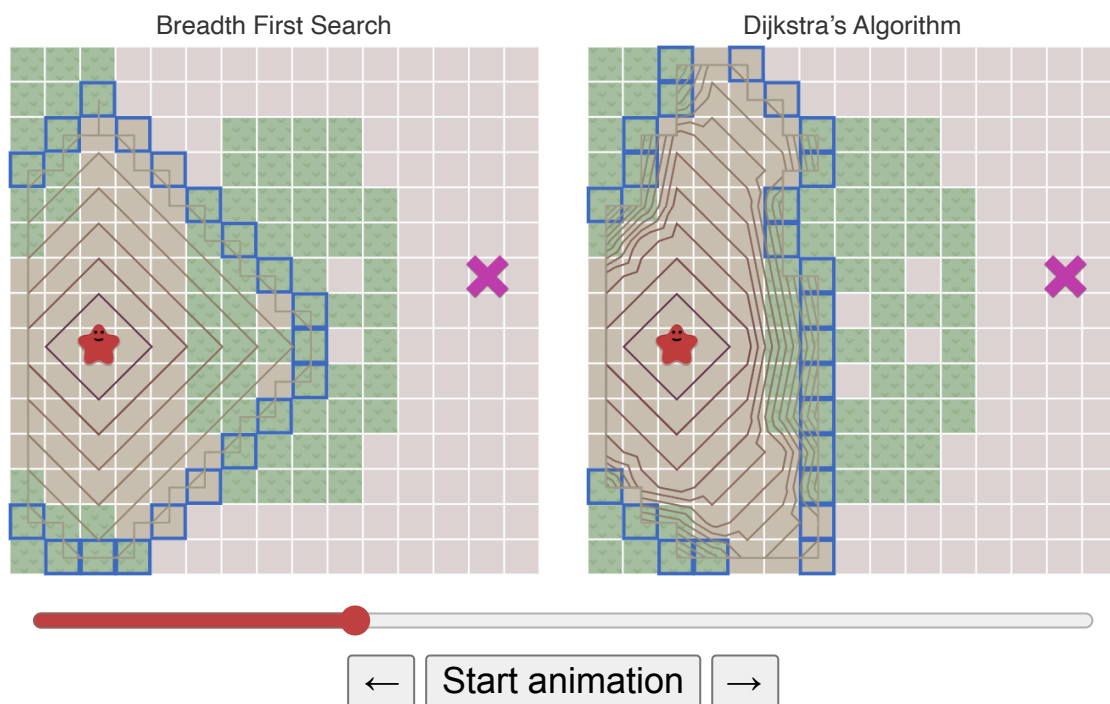 Breadth First Search
Dijkstra’s Algorithm
← Start animation →